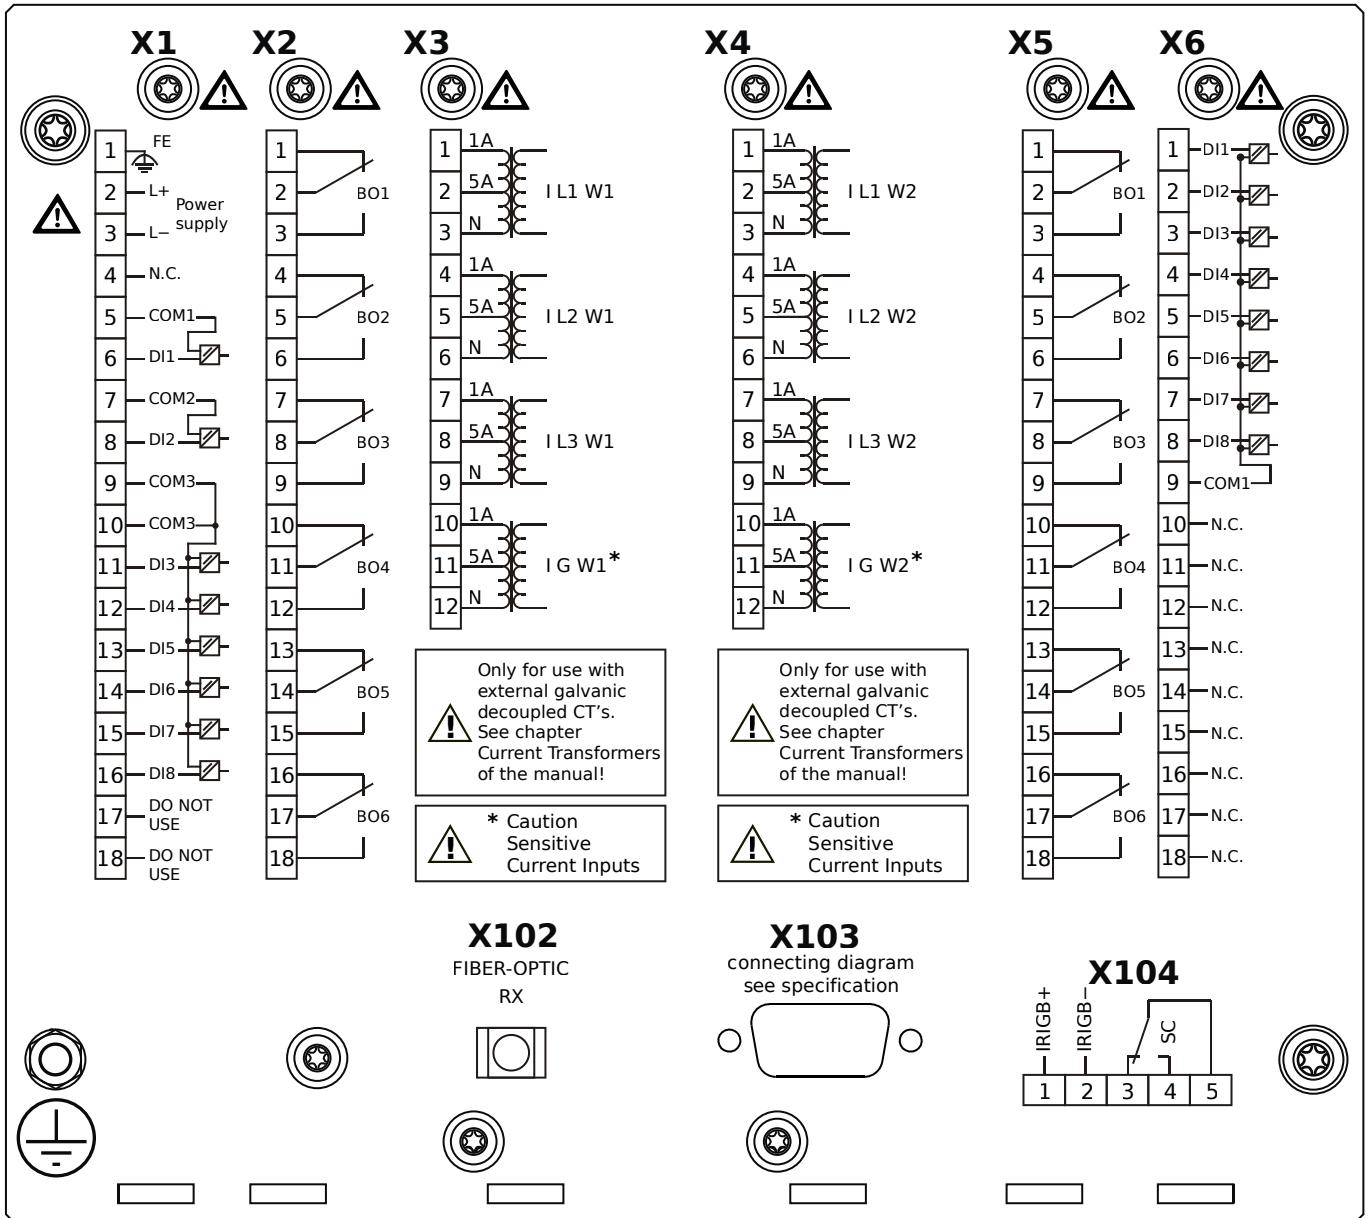 X1
X2
X3
X4
X5
X6
1 FE
2 L+
Power
supply
3 L−
4 N.C.
5 COM1
6 DI1
7 COM2
8 DI2
9 COM3
10 COM3
11 DI3
12 DI4
13 DI5
14 DI6
15 DI7
16 DI8
17 DO NOT
USE
18 DO NOT
USE
1
2 BO1
3
4
5 BO2
6
7
8 BO3
9
10
11 BO4
12
13
14 BO5
15
16
17 BO6
18
1 1A
2 5A I L1 W1
3 N
4 1A
5 5A I L2 W1
6 N
7 1A
8 5A I L3 W1
9 N
10 1A
11 5A I G W1*
12 N
Only for use with
external galvanic
decoupled CT's.
See chapter
Current Transformers
of the manual!
* Caution
Sensitive
Current Inputs
1 1A
2 5A I L1 W2
3 N
4 1A
5 5A I L2 W2
6 N
7 1A
8 5A I L3 W2
9 N
10 1A
11 5A I G W2*
12 N
Only for use with
external galvanic
decoupled CT's.
See chapter
Current Transformers
of the manual!
* Caution
Sensitive
Current Inputs
1
2 BO1
3
4
5 BO2
6
7
8 BO3
9
10
11 BO4
12
13
14 BO5
15
16
17 BO6
18
1 DI1
2 DI2
3 DI3
4 DI4
5 DI5
6 DI6
7 DI7
8 DI8
9 COM1
10 N.C.
11 N.C.
12 N.C.
13 N.C.
14 N.C.
15 N.C.
16 N.C.
17 N.C.
18 N.C.
X102
FIBER-OPTIC
RX
X103
connecting diagram
see specification
X104
IRIGB+
IRIGB−
SC
1 2 3 4 5